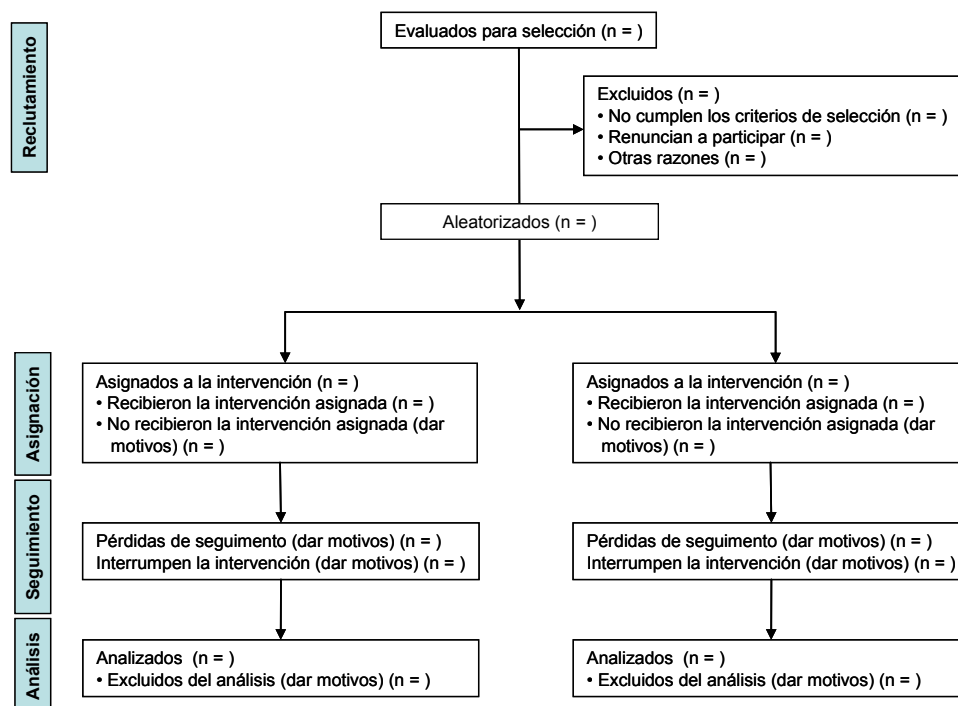 Reclutamiento
Evaluados para selección (n = )
Excluidos (n = )
• No cumplen los criterios de selección (n = )
• Renuncian a participar (n = )
• Otras razones (n = )
Aleatorizados (n = )
Asignación
Asignados a la intervención (n = )
• Recibieron la intervención asignada (n = )
• No recibieron la intervención asignada (dar
motivos) (n = )
Asignados a la intervención (n = )
• Recibieron la intervención asignada (n = )
• No recibieron la intervención asignada (dar
motivos) (n = )
Seguimiento
Pérdidas de seguimento (dar motivos) (n = )
Interrumpen la intervención (dar motivos) (n = )
Pérdidas de seguimento (dar motivos) (n = )
Interrumpen la intervención (dar motivos) (n = )
Análisis
Analizados (n = )
• Excluidos del análisis (dar motivos) (n = )
Analizados (n = )
• Excluidos del análisis (dar motivos) (n = )